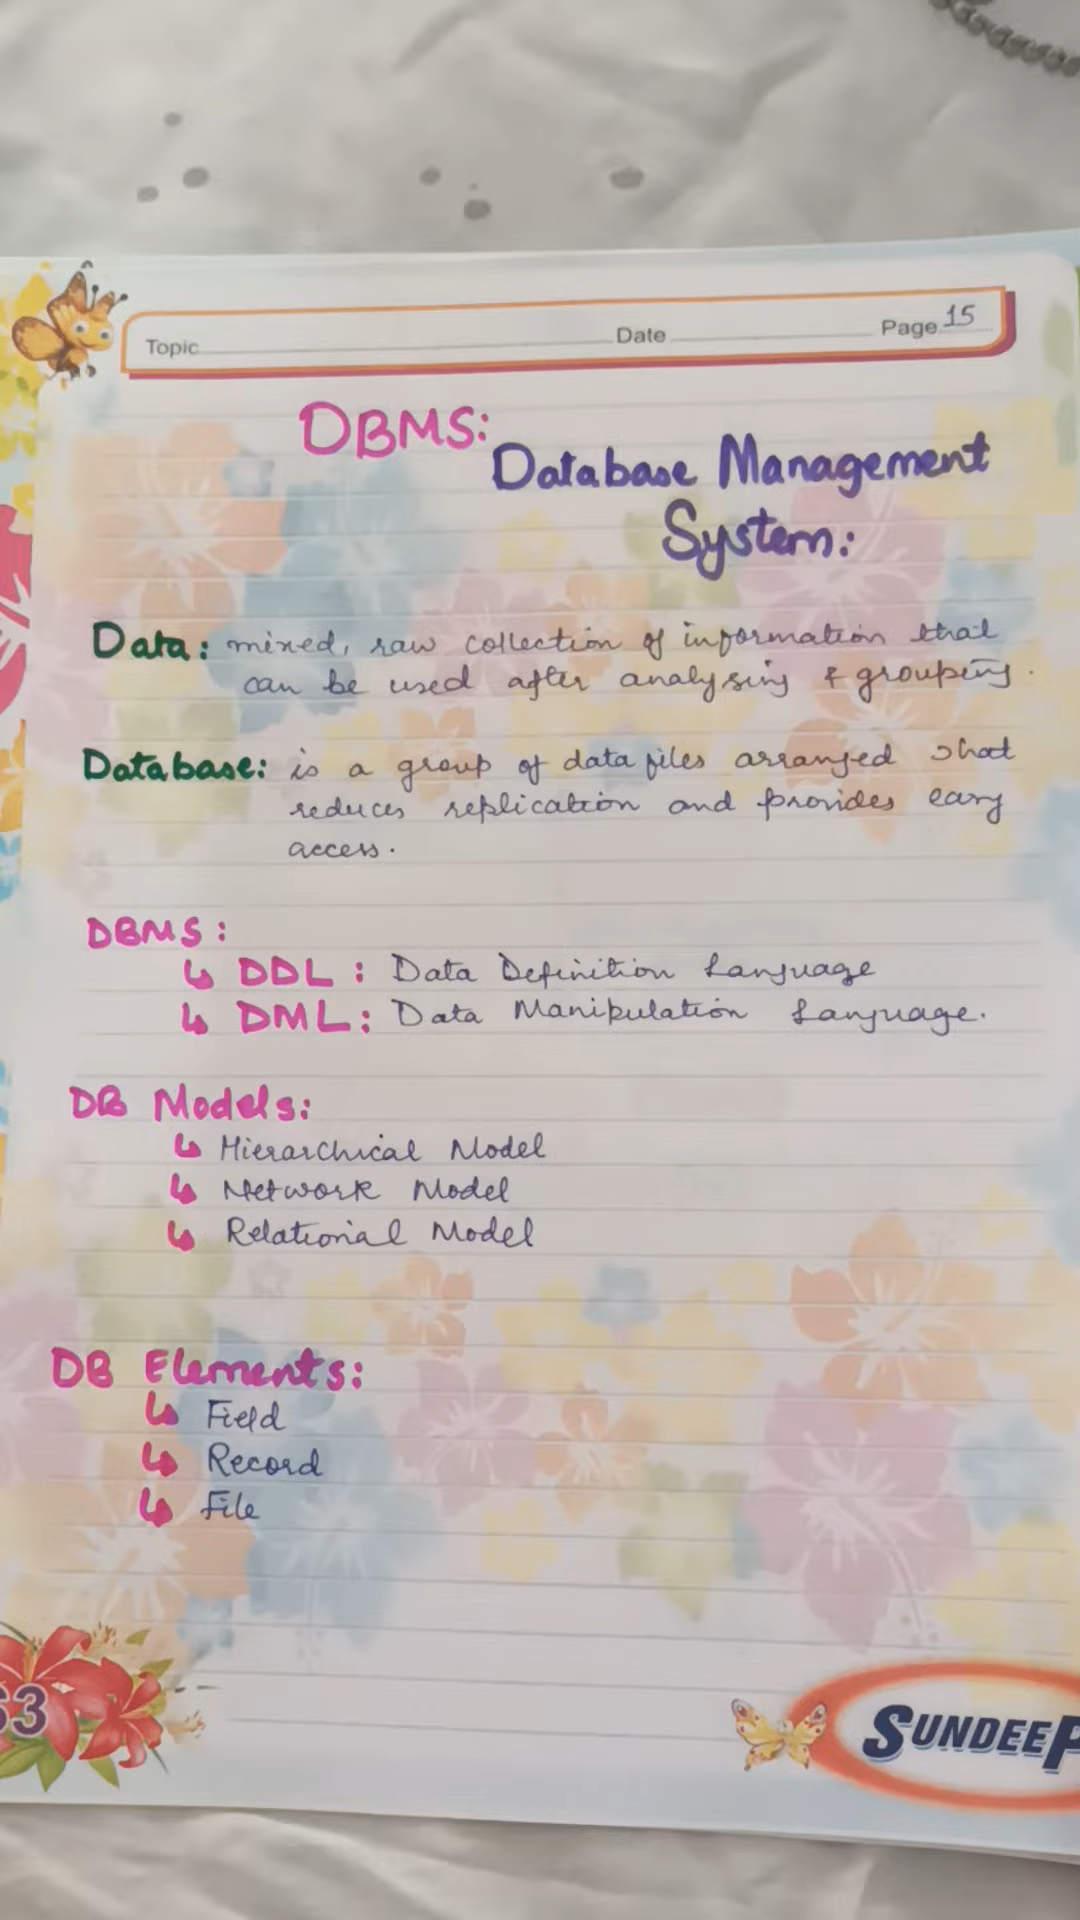 Topic Date Page 15
DBMS:
Database Management
System:
Data: mixed, raw collection of information that
can be used after analysing & grouping.
Database: is a group of data files arranged that
reduces replication and provides easy
access.
DBMS:
↳ DDL: Data Definition Language
↳ DML: Data Manipulation Language.
DB Models:
↳ Hierarchical Model
↳ Network Model
↳ Relational Model
DB Elements:
↳ Field
↳ Record
↳ File
63
SUNDEEP